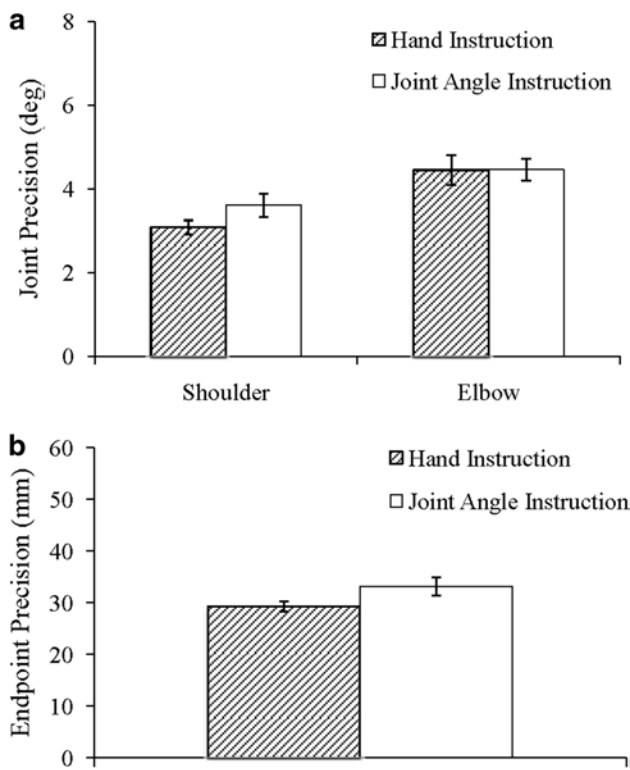 a
8
6
4
2
0
Joint Precision (deg)
Hand Instruction
Joint Angle Instruction
Shoulder Elbow
b
60
50
40
30
20
10
0
Endpoint Precision (mm)
Hand Instruction
Joint Angle Instruction